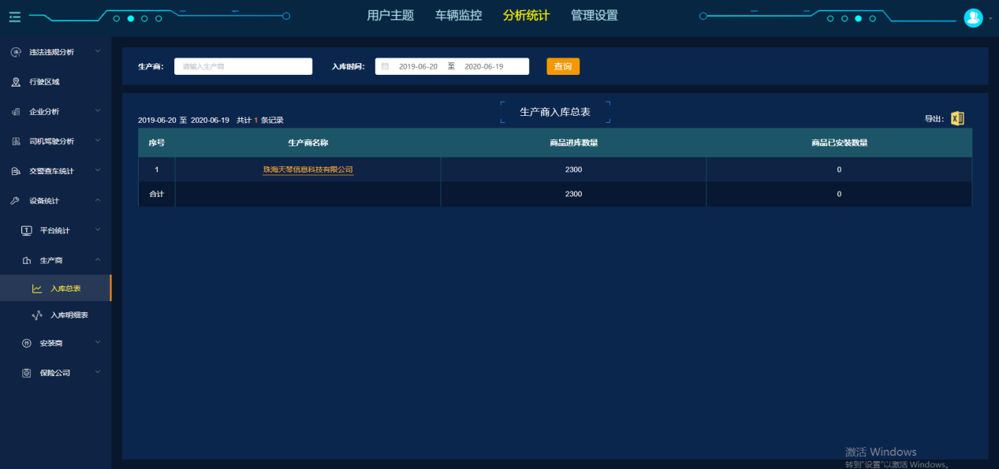 用户主题 车辆监控 分析统计 管理设置
违法违规分析
行驶区域
企业分析
司机驾驶分析
交警查车统计
设备统计
平台统计
生产商
入库总表
入库明细表
安装商
保险公司
生产商: 请输入生产商 入库时间: 2019-06-20 至 2020-06-19 查询
生产商入库总表
2019-06-20 至 2020-06-19 共计 1 条记录 导出:
序号 生产商名称 商品进库数量 商品已安装数量
1 珠海天琴信息科技有限公司 2300 0
合计 2300 0
激活 Windows
转到"设置"以激活 Windows。